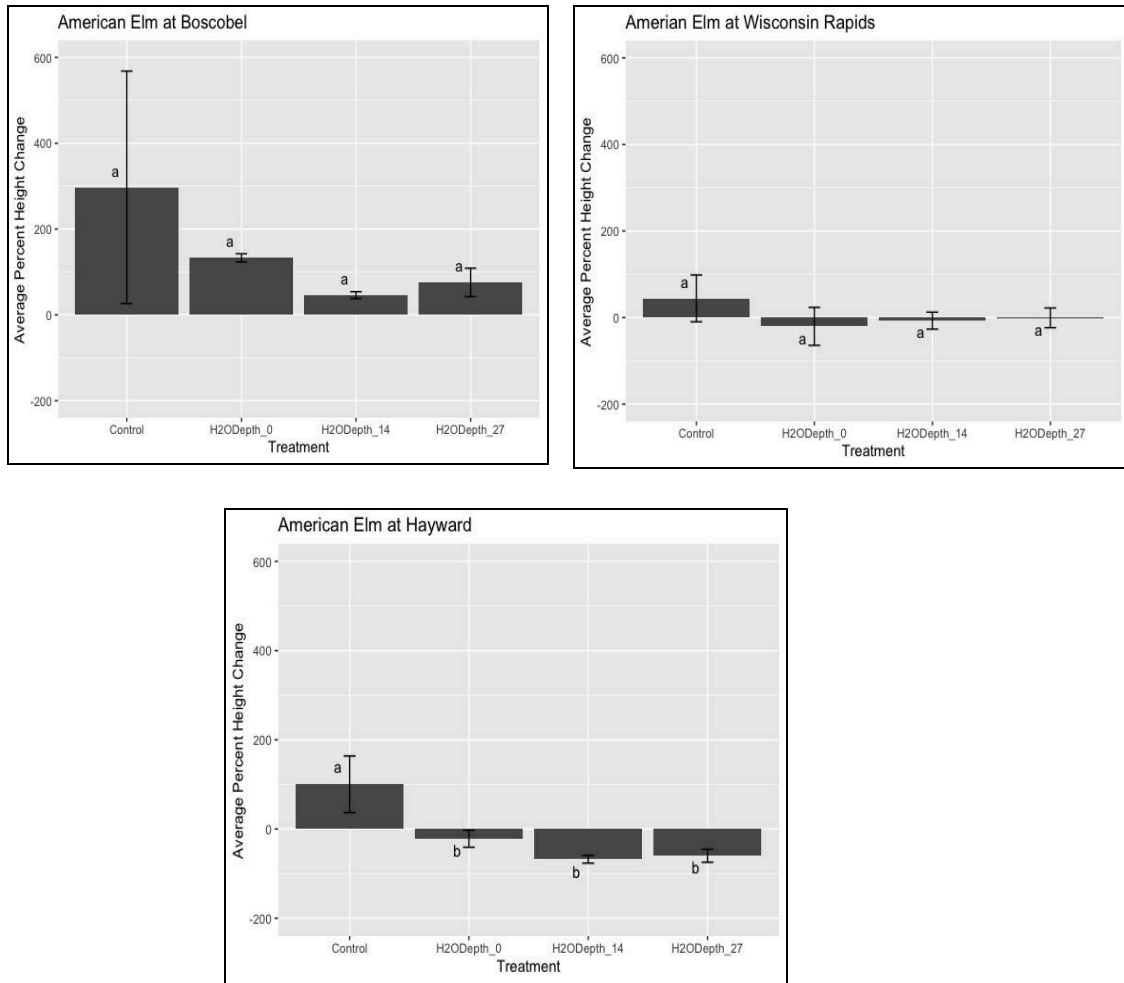 American Elm at Boscobel
Average Percent Height Change
600
400
200
0
-200
a
a
a
a
Control
H2ODepth_0
H2ODepth_14
H2ODepth_27
Treatment
Amerian Elm at Wisconsin Rapids
Average Percent Height Change
600
400
200
0
-200
a
a
a
a
Control
H2ODepth_0
H2ODepth_14
H2ODepth_27
Treatment
American Elm at Hayward
Average Percent Height Change
600
400
200
0
-200
a
b
b
b
Control
H2ODepth_0
H2ODepth_14
H2ODepth_27
Treatment